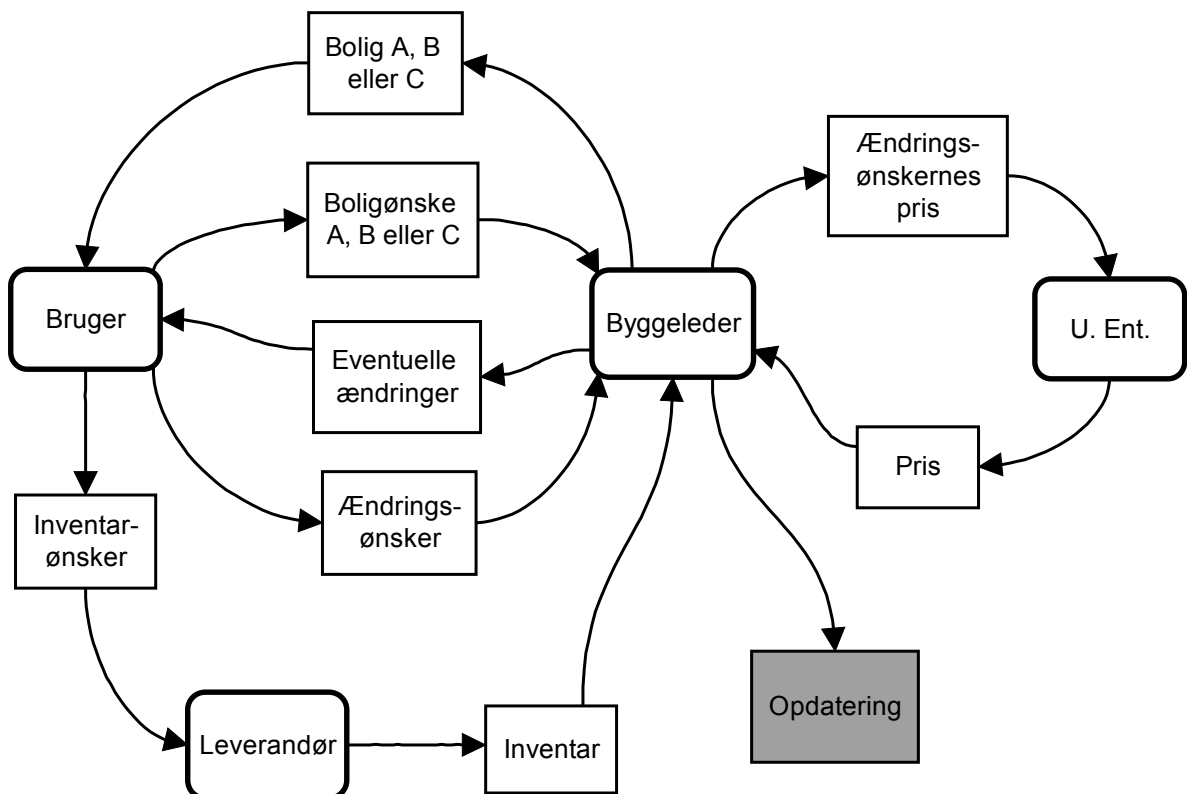 Bolig A, B
eller C
Ændrings-
ønskernes
pris
Boligønske
A, B eller C
Bruger
Byggeleder
U. Ent.
Eventuelle
ændringer
Pris
Ændrings-
ønsker
Inventar-
ønsker
Opdatering
Leverandør
Inventar